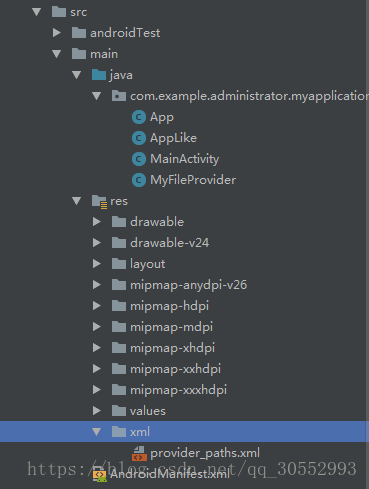 src
androidTest
main
java
com.example.administrator.myapplication
App
AppLike
MainActivity
MyFileProvider
res
drawable
drawable-v24
layout
mipmap-anydpi-v26
mipmap-hdpi
mipmap-mdpi
mipmap-xhdpi
mipmap-xxhdpi
mipmap-xxxhdpi
values
xml
provider_paths.xml
AndroidManifest.xml
https://blog.csdn.net/qq_30552993